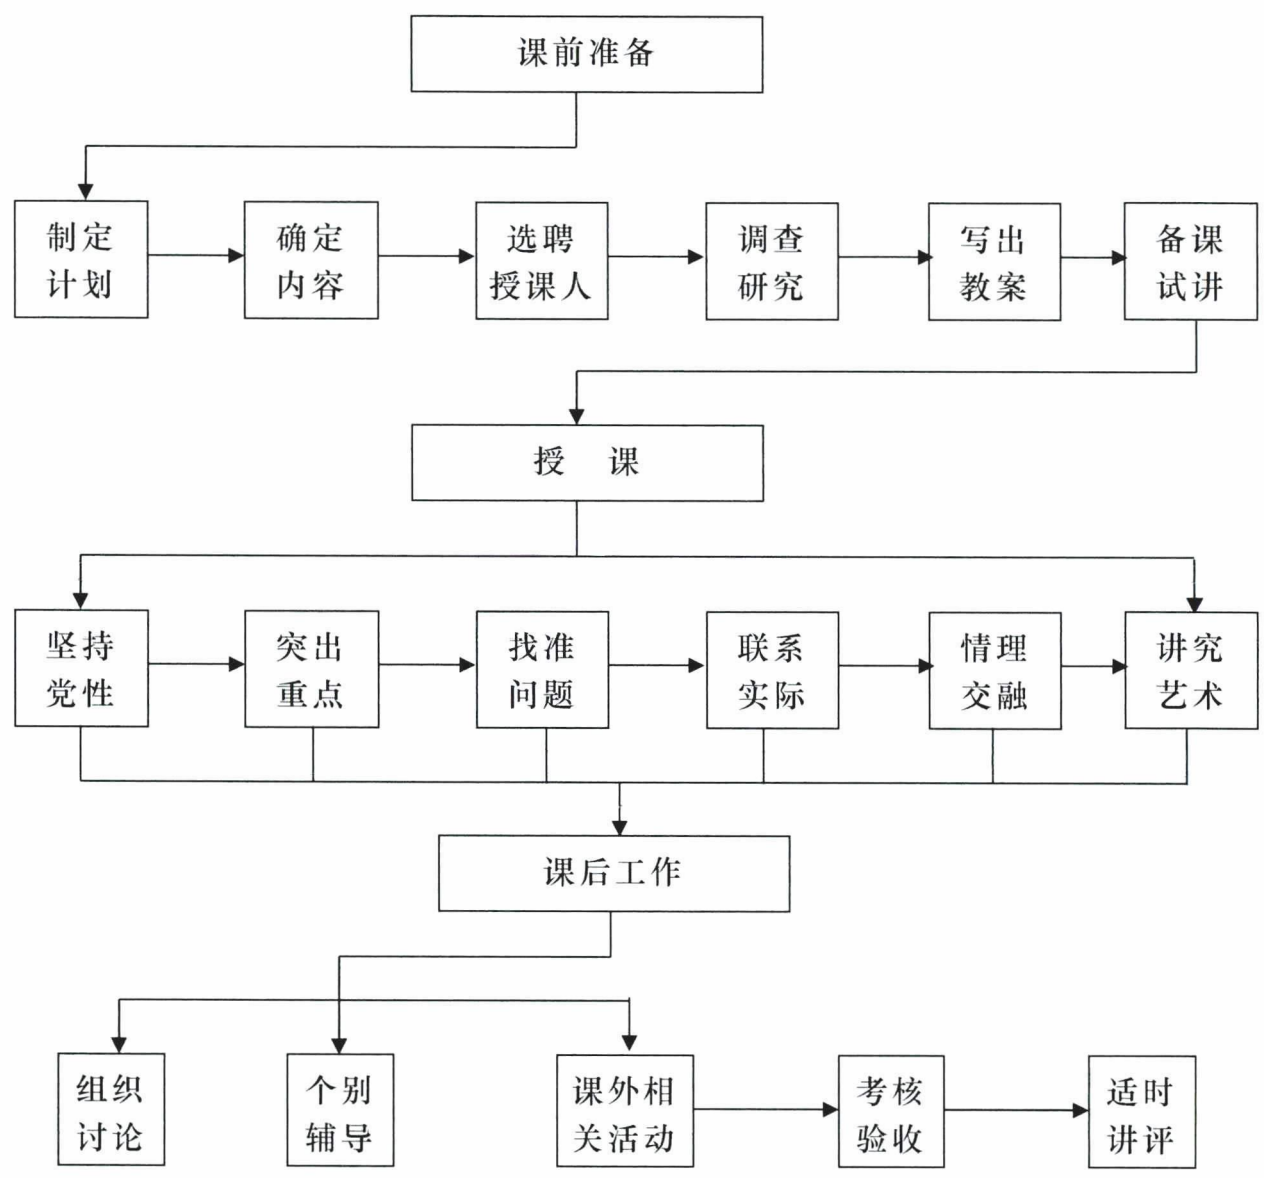 课前准备
制定
计划
确定
内容
选聘
授课人
调查
研究
写出
教案
备课
试讲
授 课
坚持
党性
突出
重点
找准
问题
联系
实际
情理
交融
讲究
艺术
课后工作
组织
讨论
个别
辅导
课外相
关活动
考核
验收
适时
讲评